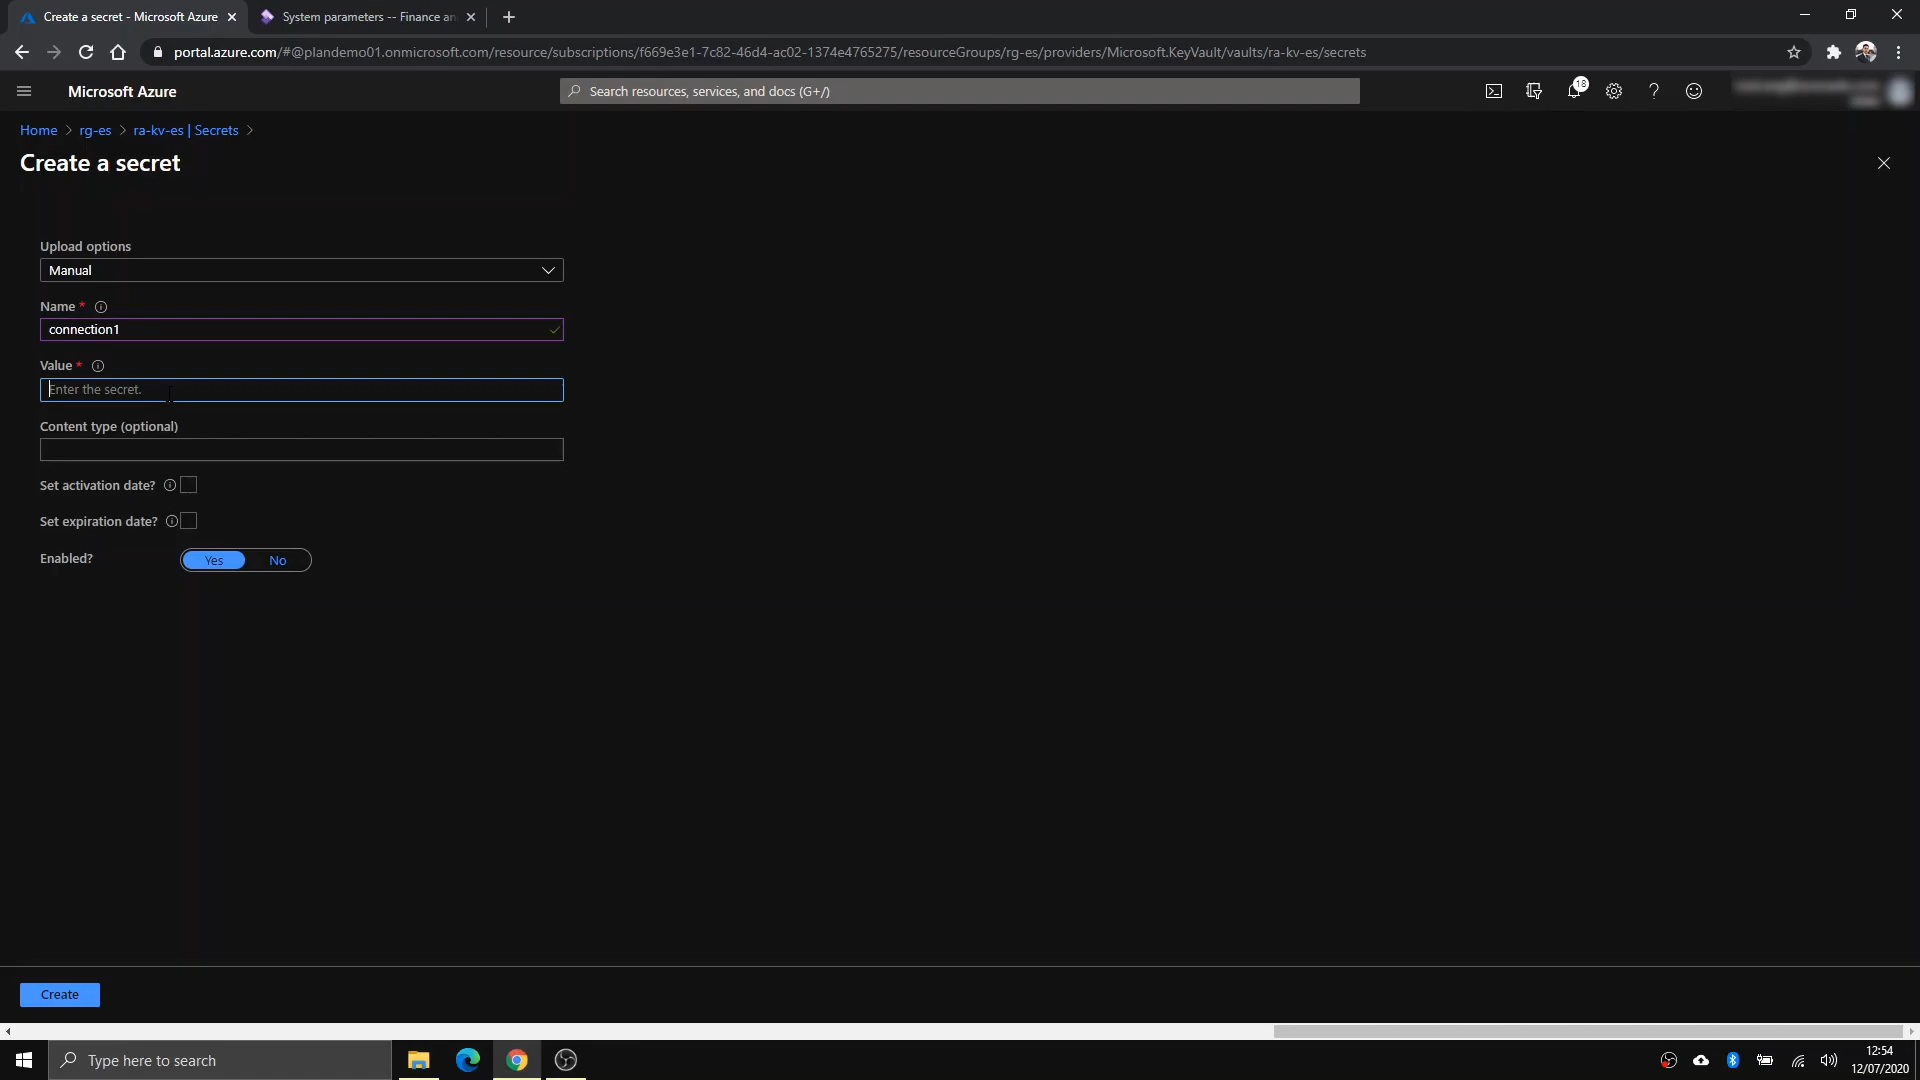 Create a secret - Microsoft Azure
System parameters -- Finance an
portal.azure.com/#@plandemo01.onmicrosoft.com/resource/subscriptions/f669e3e1-7c82-46d4-ac02-1374e4765275/resourceGroups/rg-es/providers/Microsoft.KeyVault/vaults/ra-kv-es/secrets
Microsoft Azure
Search resources, services, and docs (G+/)
18
Home > rg-es > ra-kv-es | Secrets >
Create a secret
Upload options
Manual
Name *
connection1
Value *
Enter the secret.
Content type (optional)
Set activation date?
Set expiration date?
Enabled?
Yes No
Create
Type here to search
12:54
12/07/2020